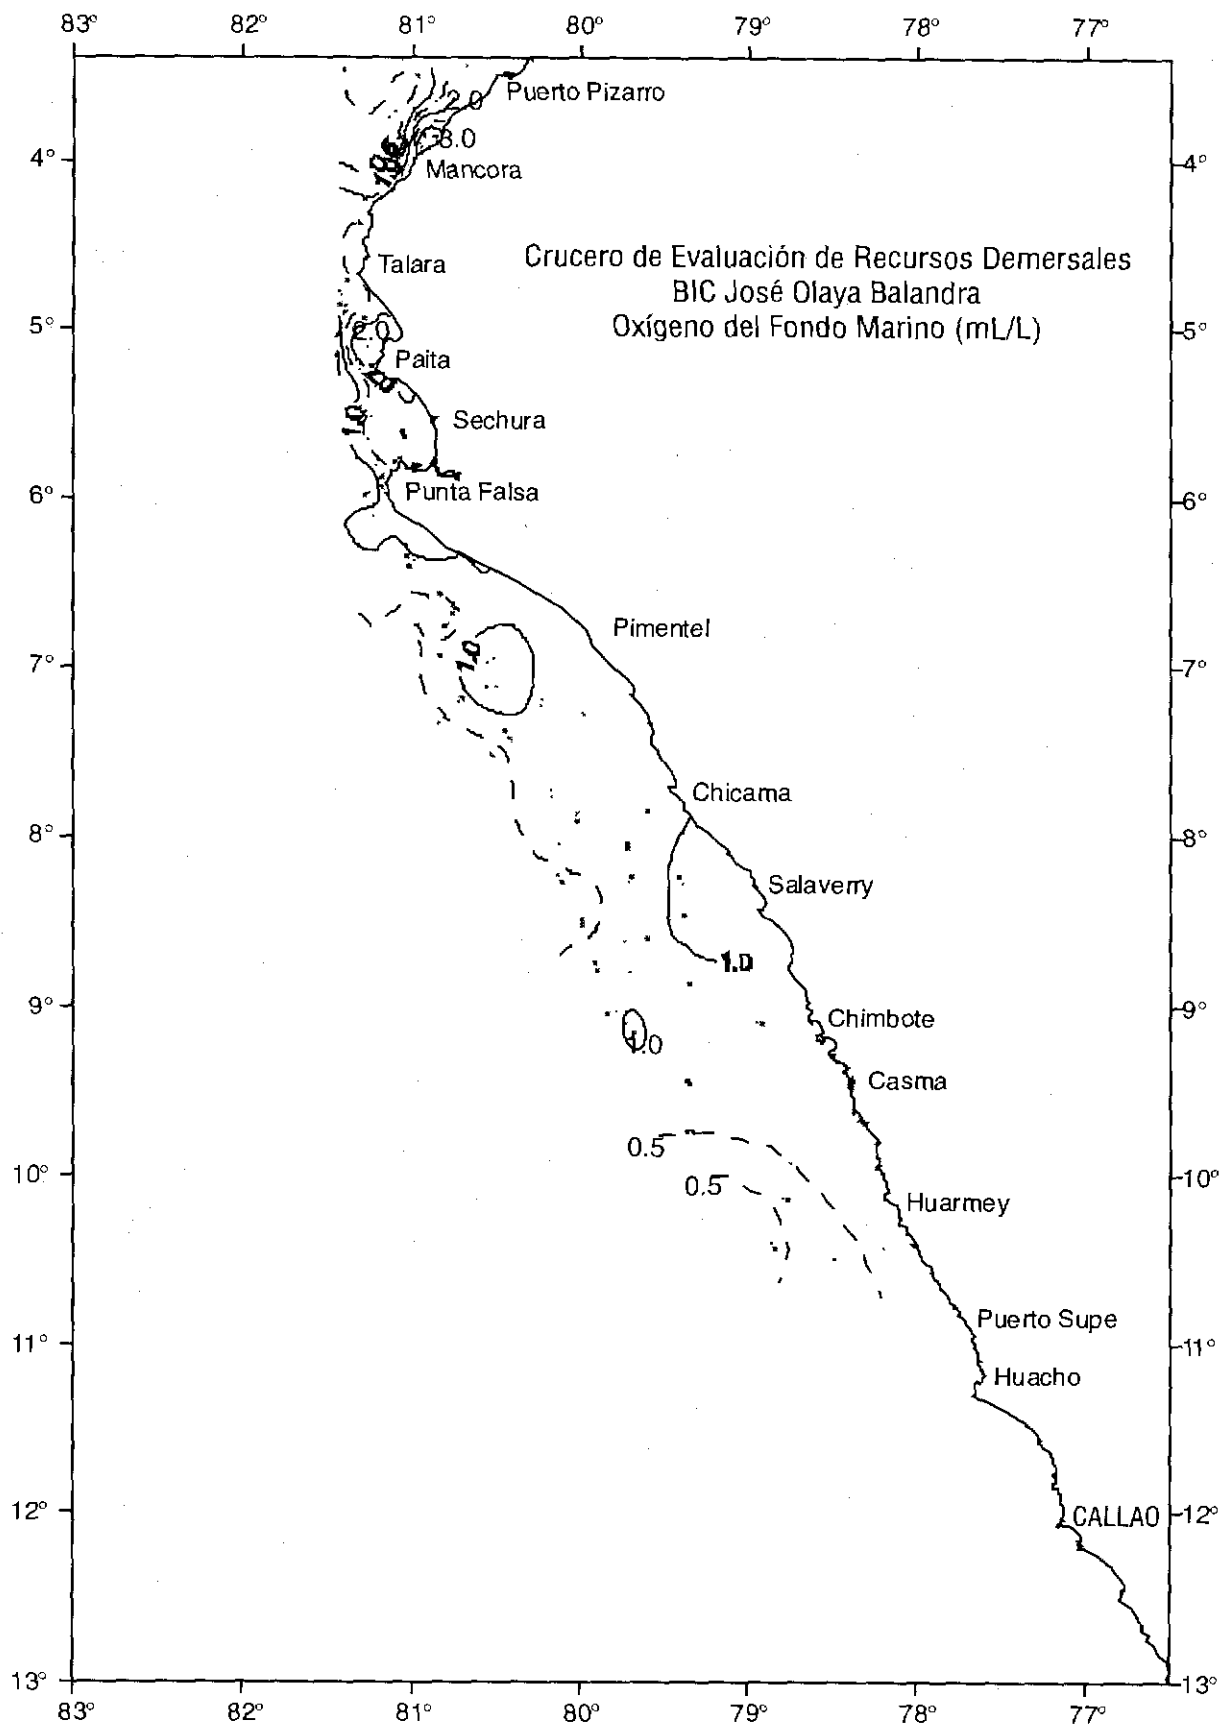 83° 82° 81° 80° 79° 78° 77°
Puerto Pizarro
2.0
3.0
4° Mancora 4°
Crucero de Evaluación de Recursos Demersales
Talara
BIC José Olaya Balandra
Oxígeno del Fondo Marino (mL/L)
5° 2.0 5°
Paita
1.0 Sechura
6° Punta Falsa 6°
Pimentel
7° 1.0 7°
Chicama
8° 8°
Salaverry
1.0
9° Chimbote 9°
1.0
Casma
0.5
10° 0.5 10°
Huarmey
Puerto Supe
11° 11°
Huacho
12° CALLAO 12°
13° 13°
83° 82° 81° 80° 79° 78° 77°